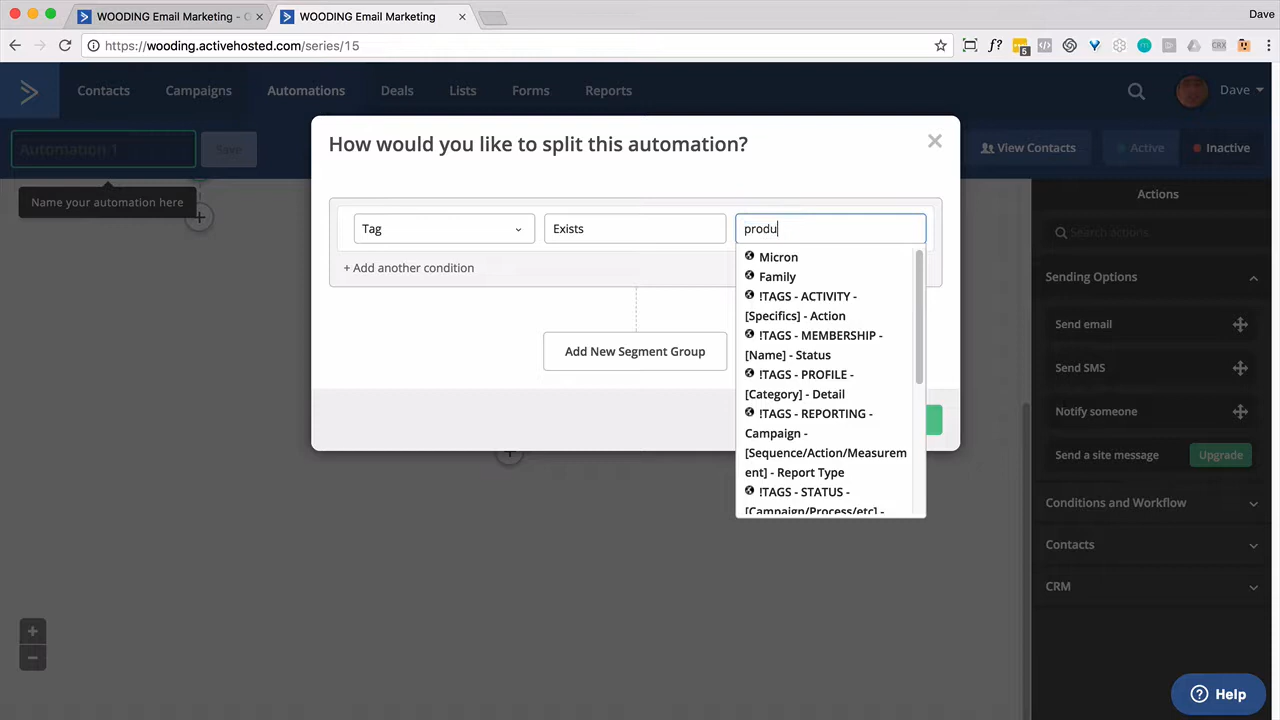 WOODING Email Marketing - C
WOODING Email Marketing
Dave
https://wooding.activehosted.com/series/15
5
Contacts
Campaigns
Automations
Deals
Lists
Forms
Reports
Dave
Automation 1
Save
View Contacts
Active
Inactive
Name your automation here
How would you like to split this automation?
Tag
Exists
produ
+ Add another condition
Add New Segment Group
Micron
Family
!TAGS - ACTIVITY -
[Specifics] - Action
!TAGS - MEMBERSHIP -
[Name] - Status
!TAGS - PROFILE -
[Category] - Detail
!TAGS - REPORTING -
Campaign -
[Sequence/Action/Measurem
ent] - Report Type
!TAGS - STATUS -
[Campaign/Process/etc] -
Actions
Search actions
Sending Options
Send email
Send SMS
Notify someone
Send a site message
Upgrade
Conditions and Workflow
Contacts
CRM
Help